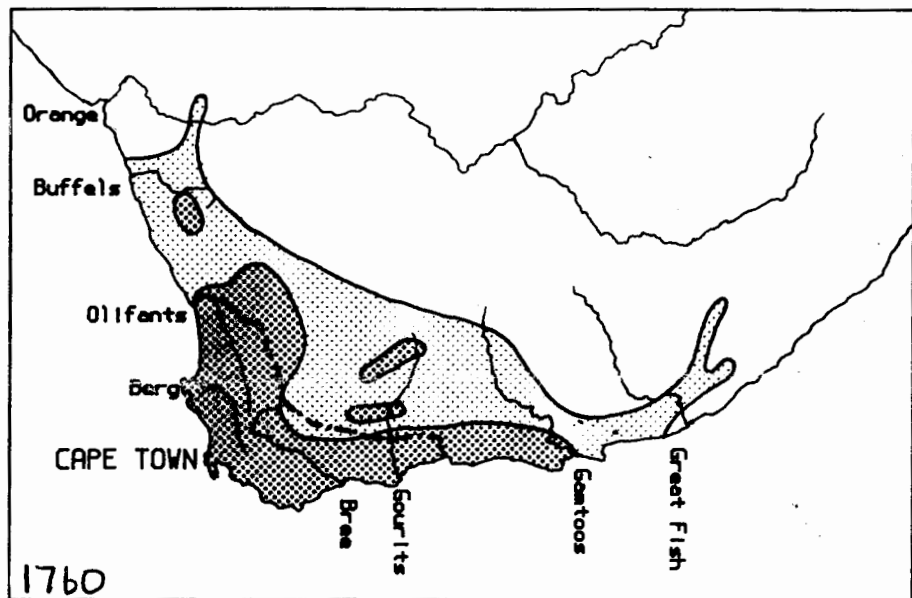 Orange
Buffels
Olifants
Berg
CAPE TOWN
Bree
Gourits
Gamtoos
Great Fish
1760